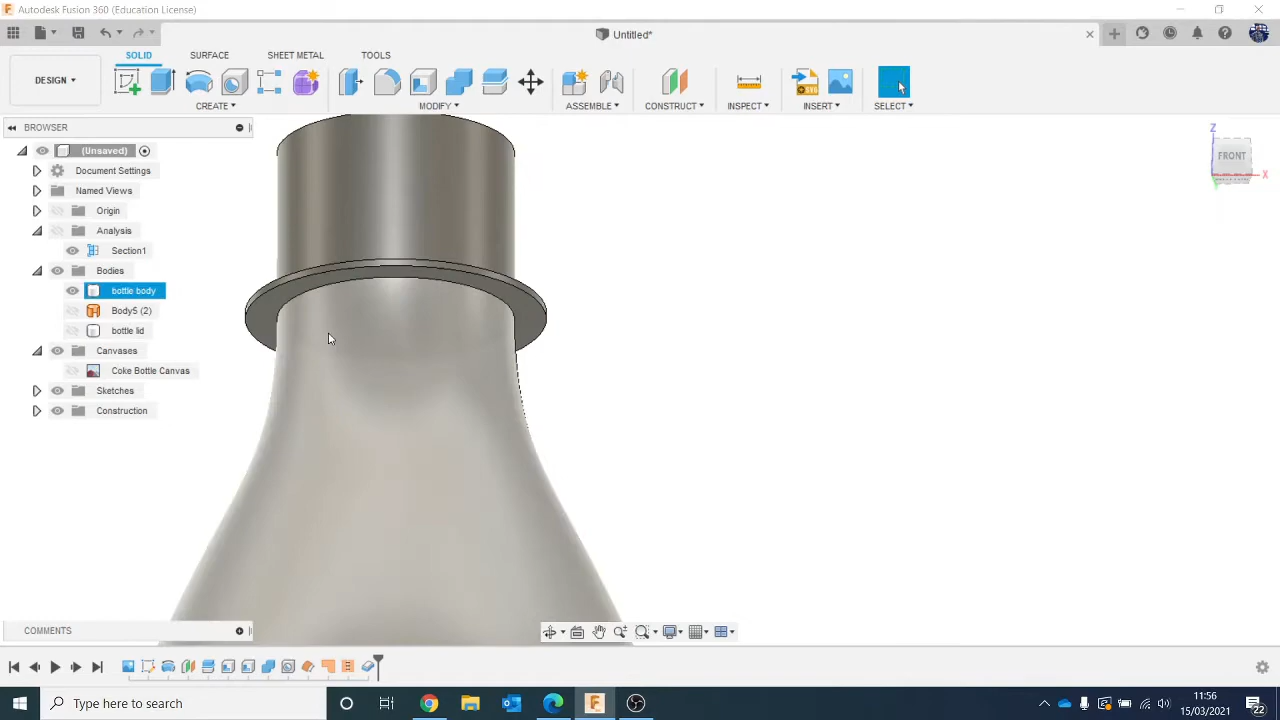 Autodesk Fusion 360 (Education License)
Untitled*
DESIGN
SOLID
SURFACE
SHEET METAL
TOOLS
CREATE
MODIFY
ASSEMBLE
CONSTRUCT
INSPECT
INSERT
SELECT
BROWSER
(Unsaved)
Document Settings
Named Views
Origin
Analysis
Section1
Bodies
bottle body
Body5 (2)
bottle lid
Canvases
Coke Bottle Canvas
Sketches
Construction
Z
FRONT
X
COMMENTS
Type here to search
11:56
15/03/2021
22